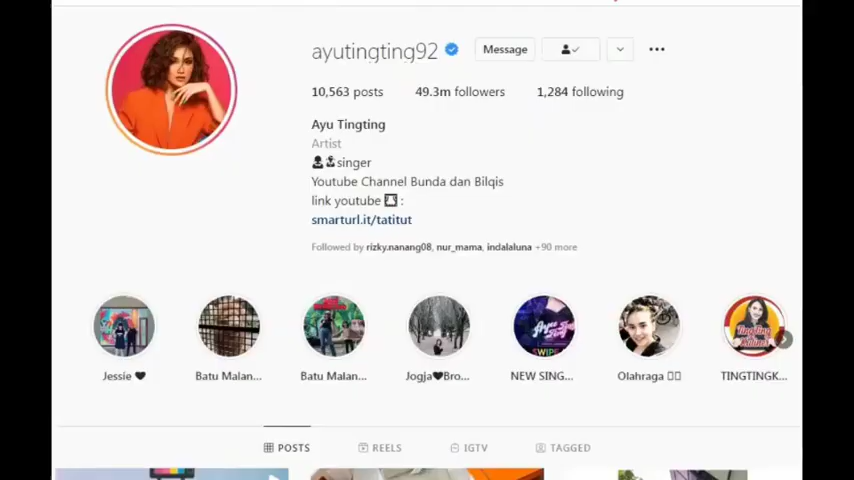 ayutingting92 Message
10,563 posts 49.3m followers 1,284 following
Ayu Tingting
Artist
singer
Youtube Channel Bunda dan Bilqis
link youtube :
smarturl.it/tatitut
Followed by rizky.nanang08, nur_mama, indalaluna +90 more
Jessie 🖤 Batu Malan... Batu Malan... Jogja🖤Bro... NEW SING... Olahraga TINGTINGK...
POSTS REELS IGTV TAGGED